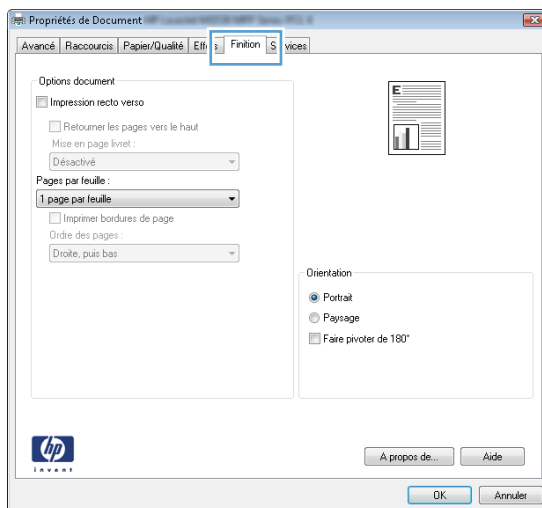 Propriétés de Document
Avancé Raccourcis Papier/Qualité Finition
Options document
Impression recto verso
Retourner les pages vers le haut
Mise en page livret :
Désactivé
Pages par feuille :
1 page par feuille
Imprimer bordures de page
Ordre des pages :
Droite, puis bas
E
Orientation
Portrait
Paysage
Faire pivoter de 180°
hp
invent
A propos de... Aide
OK Annuler